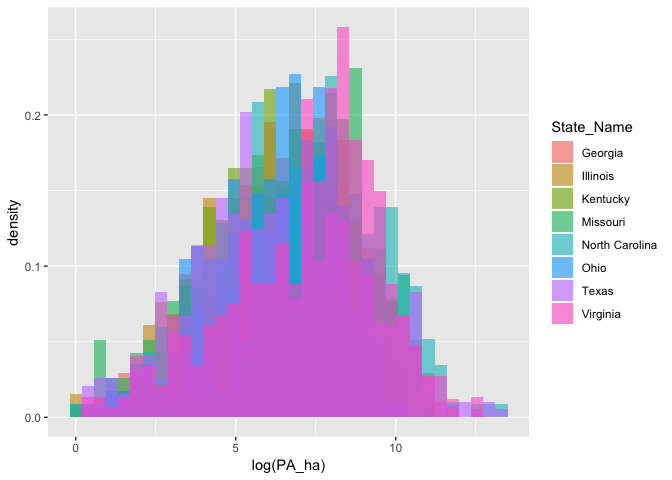 0.2
0.1
0.0
density
0
5
10
log(PA_ha)
State_Name
Georgia
Illinois
Kentucky
Missouri
North Carolina
Ohio
Texas
Virginia